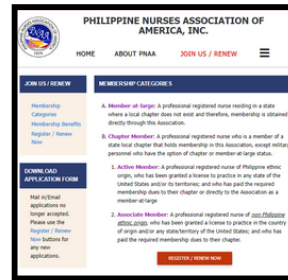 PHILIPPINE NURSES ASSOCIATION OF
AMERICA, INC.
HOME ABOUT PNAA JOIN US / RENEW
JOIN US / RENEW
Membership
Categories
Membership Benefits
Register / Renew
Now
DOWNLOAD
APPLICATION FORM
Mail in/Email
applications no
longer accepted.
Please use the
Register / Renew
Now buttons for
any new
applications.
MEMBERSHIP CATEGORIES
A. Member-at-large: A professional registered nurse residing in a state
where a local chapter does not exist and therefore, membership is obtained
directly through this Association.
B. Chapter Member: A professional registered nurse who is a member of a
state local chapter that holds membership in this Association, except military
personnel who have the option of chapter or member-at-large status.
1. Active Member: A professional registered nurse of Philippine ethnic
origin, who has been granted a license to practice in any state of the
United States and/or its territories; and who has paid the required
membership dues to their chapter or directly to the Association as a
member-at-large
2. Associate Member: A professional registered nurse of non Philippine
ethnic origin, who has been granted a license to practice in the country
of origin and/or any state/territory of the United States; and who has
paid the required membership dues to their chapter.
REGISTER / RENEW NOW